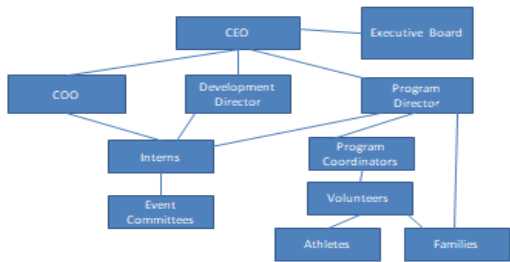 CEO
Executive Board
COO
Development
Director
Program
Director
Interns
Program
Coordinators
Event
Committees
Volunteers
Athletes
Families